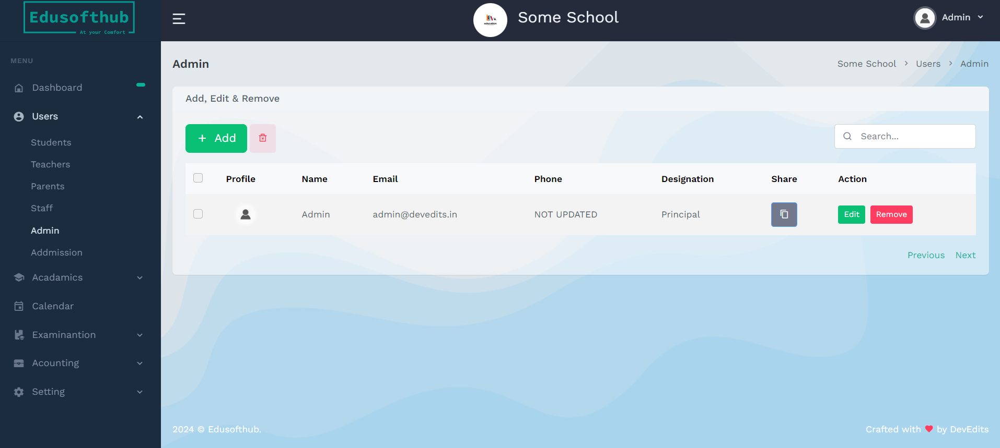 Edusofthub
At your Comfort
Some School
education
Admin
MENU
Dashboard
Users
Students
Teachers
Parents
Staff
Admin
Addmission
Acadamics
Calendar
Examinantion
Acounting
Setting
Admin
Some School > Users > Admin
Add, Edit & Remove
+ Add
Search...
Profile Name Email Phone Designation Share Action
Admin admin@devedits.in NOT UPDATED Principal Edit Remove
Previous Next
2024 © Edusofthub.
Crafted with ❤ by DevEdits